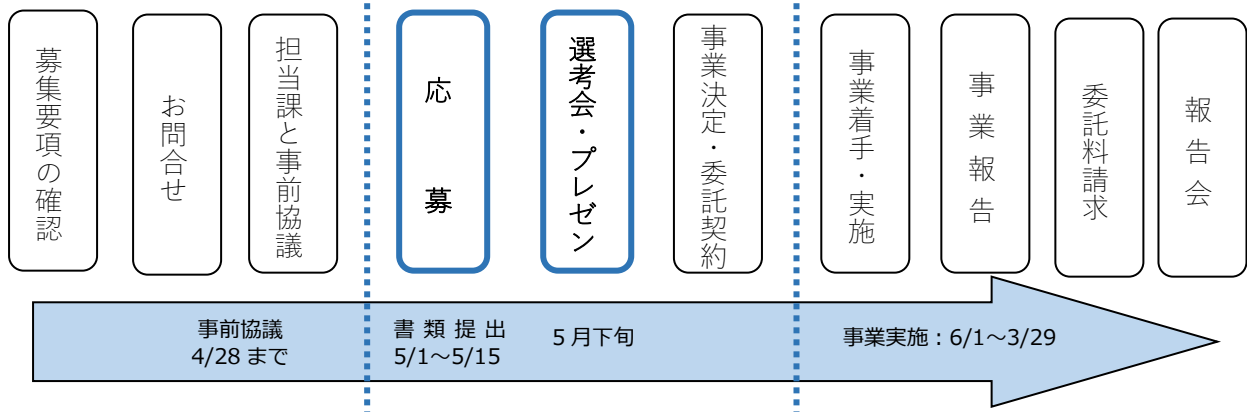 募集要項の確認
お問合せ
担当課と事前協議
応募
選考会・プレゼン
事業決定・委託契約
事業着手・実施
事業報告
委託料請求
報告会
事前協議
4/28 まで
書 類 提 出
5/1～5/15
5 月下旬
事業実施：6/1～3/29